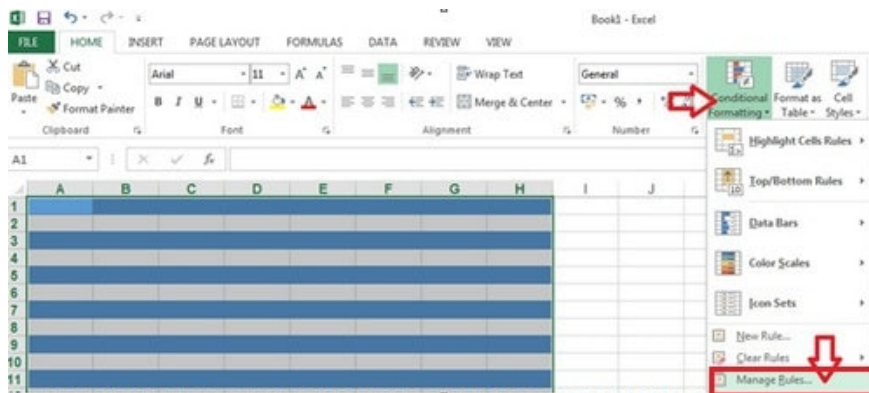 Book1 - Excel
FILE HOME INSERT PAGE LAYOUT FORMULAS DATA REVIEW VIEW
Cut Arial 11 A A Wrap Text General
Copy
Paste Format Painter B I U A Merge & Center % Conditional Formatting Format as Table Cell Styles
Clipboard Font Alignment Number
A1 fx
A B C D E F G H I J
1
2
3
4
5
6
7
8
9
10
11
Highlight Cells Rules
Top/Bottom Rules
10
Data Bars
Color Scales
Icon Sets
New Rule...
Clear Rules
Manage Rules...